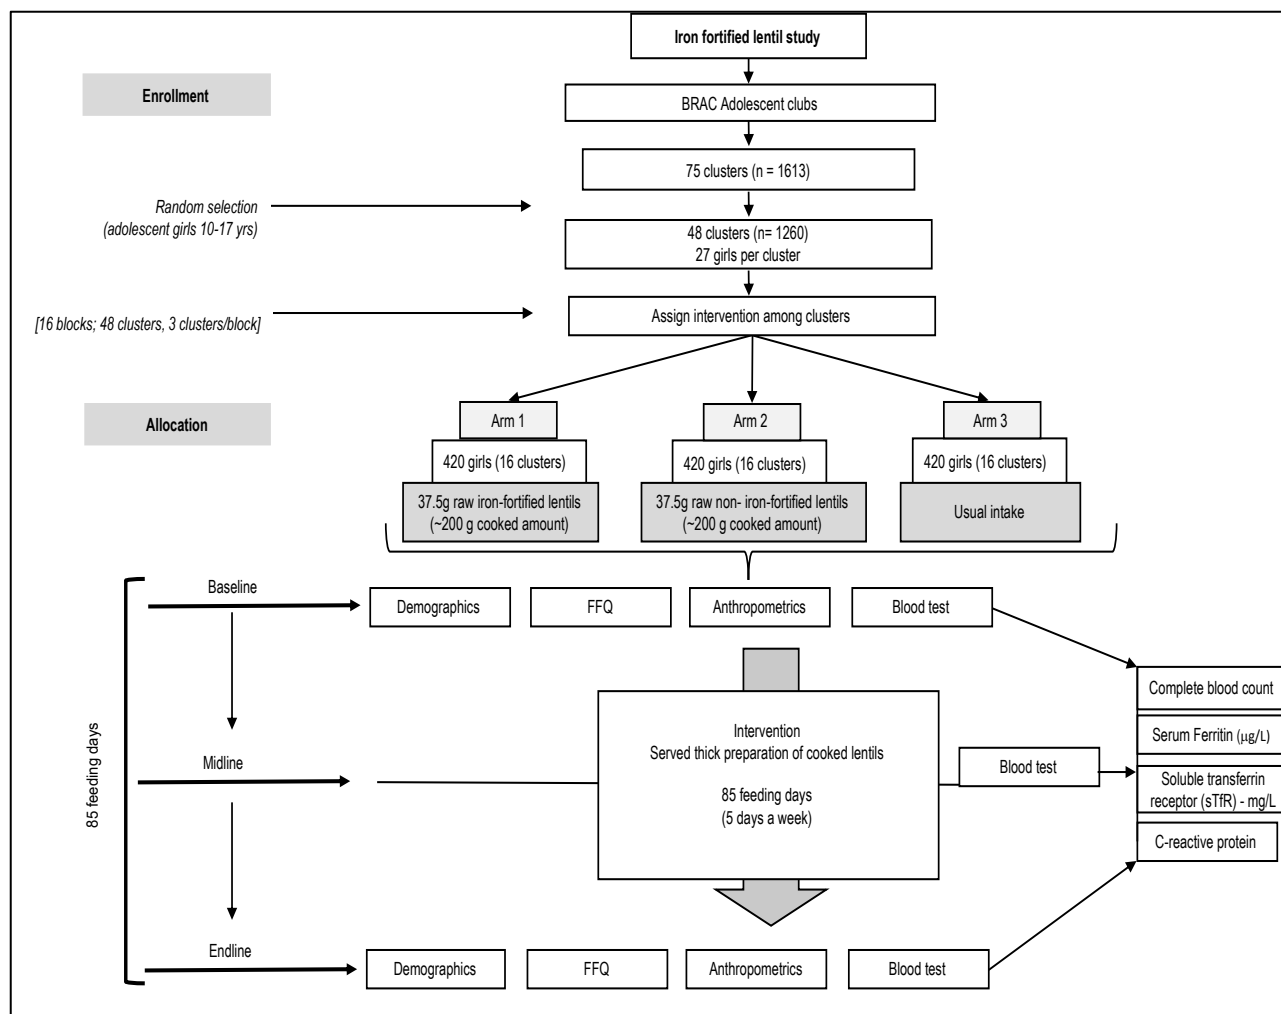 Iron fortified lentil study
Enrollment
BRAC Adolescent clubs
75 clusters (n = 1613)
Random selection
(adolescent girls 10-17 yrs)
48 clusters (n= 1260)
27 girls per cluster
[16 blocks; 48 clusters, 3 clusters/block]
Assign intervention among clusters
Allocation
Arm 1
Arm 2
Arm 3
420 girls (16 clusters)
420 girls (16 clusters)
420 girls (16 clusters)
37.5g raw iron-fortified lentils
(~200 g cooked amount)
37.5g raw non- iron-fortified lentils
(~200 g cooked amount)
Usual intake
85 feeding days
Baseline
Demographics
FFQ
Anthropometrics
Blood test
Midline
Intervention
Served thick preparation of cooked lentils
85 feeding days
(5 days a week)
Blood test
Complete blood count
Serum Ferritin (µg/L)
Soluble transferrin
receptor (sTfR) - mg/L
C-reactive protein
Endline
Demographics
FFQ
Anthropometrics
Blood test